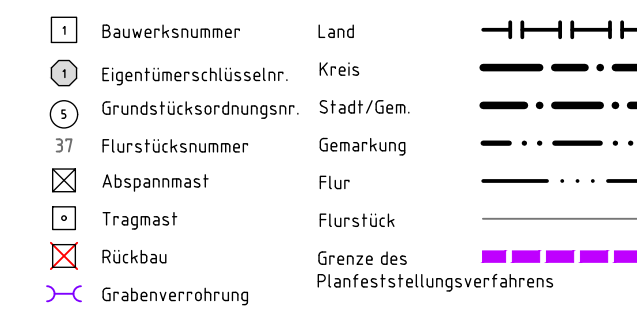 1 Bauwerksnummer
1 Eigentümerschlüsselnr.
5 Grundstücksordnungsnr.
37 Flurstücksnummer
Abspannmast
Tragmast
Rückbau
Grabenverrohrung
Land
Kreis
Stadt/Gem.
Gemarkung
Flur
Flurstück
Grenze des
Planfeststellungsverfahrens